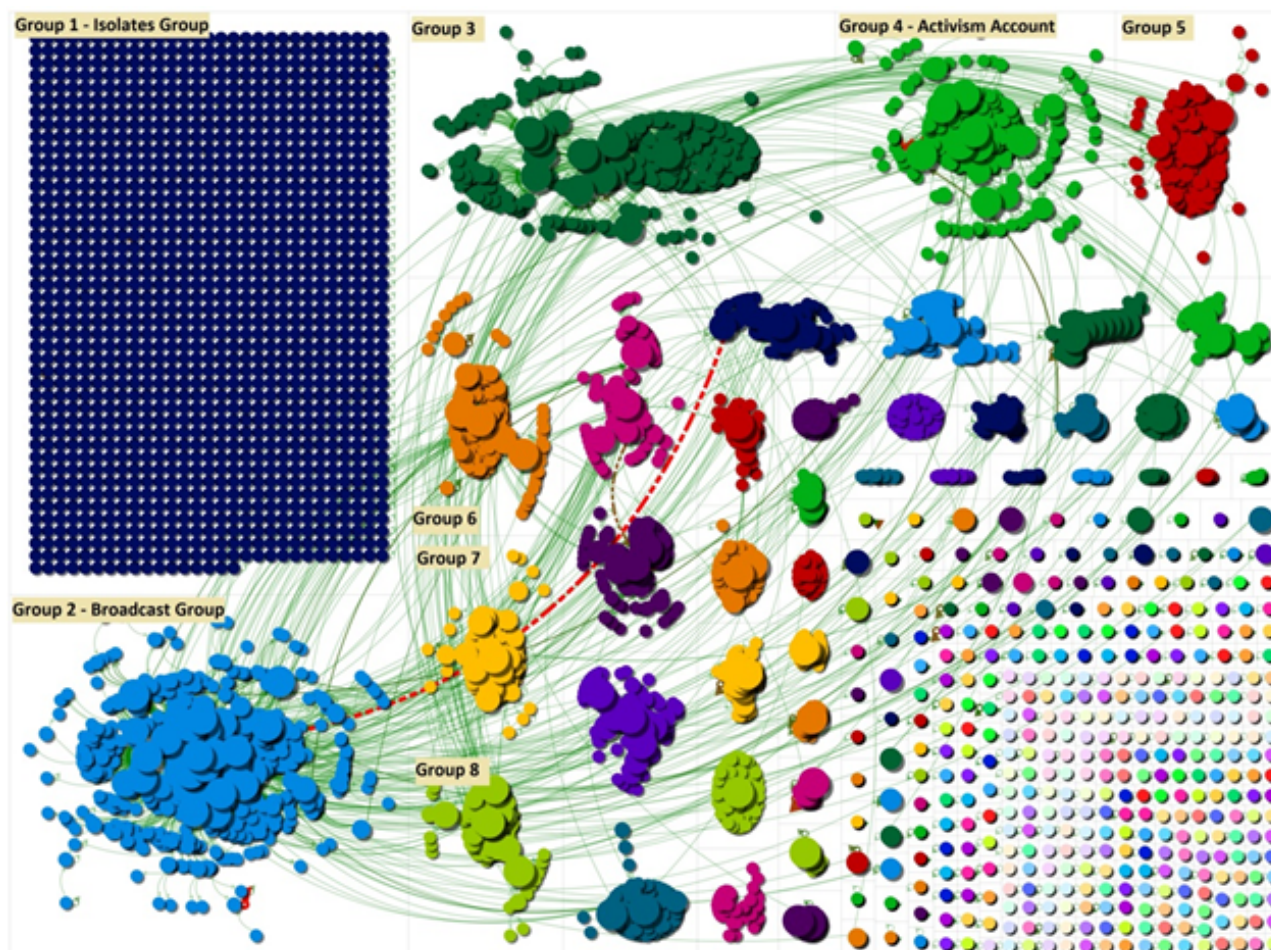 Group 1 - Isolates Group
Group 3
Group 4 - Activism Account
Group 5
Group 6
Group 7
Group 2 - Broadcast Group
Group 8